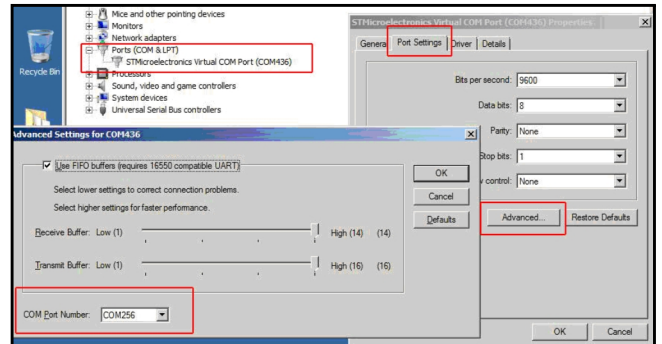 Mice and other pointing devices
Monitors
Network adapters
Ports (COM & LPT)
STMicroelectronics Virtual COM Port (COM436)
Processors
Sound, video and game controllers
System devices
Universal Serial Bus controllers
Recycle Bin
STMicroelectronics Virtual COM Port (COM436) Properties
General
Port Settings
Driver
Details
Bits per second: 9600
Data bits: 8
Parity: None
Stop bits: 1
control: None
Advanced...
Restore Defaults
OK
Cancel
Advanced Settings for COM436
Use FIFO buffers (requires 16550 compatible UART)
Select lower settings to correct connection problems.
Select higher settings for faster performance.
Receive Buffer: Low (1) High (14) (14)
Transmit Buffer: Low (1) High (16) (16)
COM Port Number: COM256
OK
Cancel
Defaults